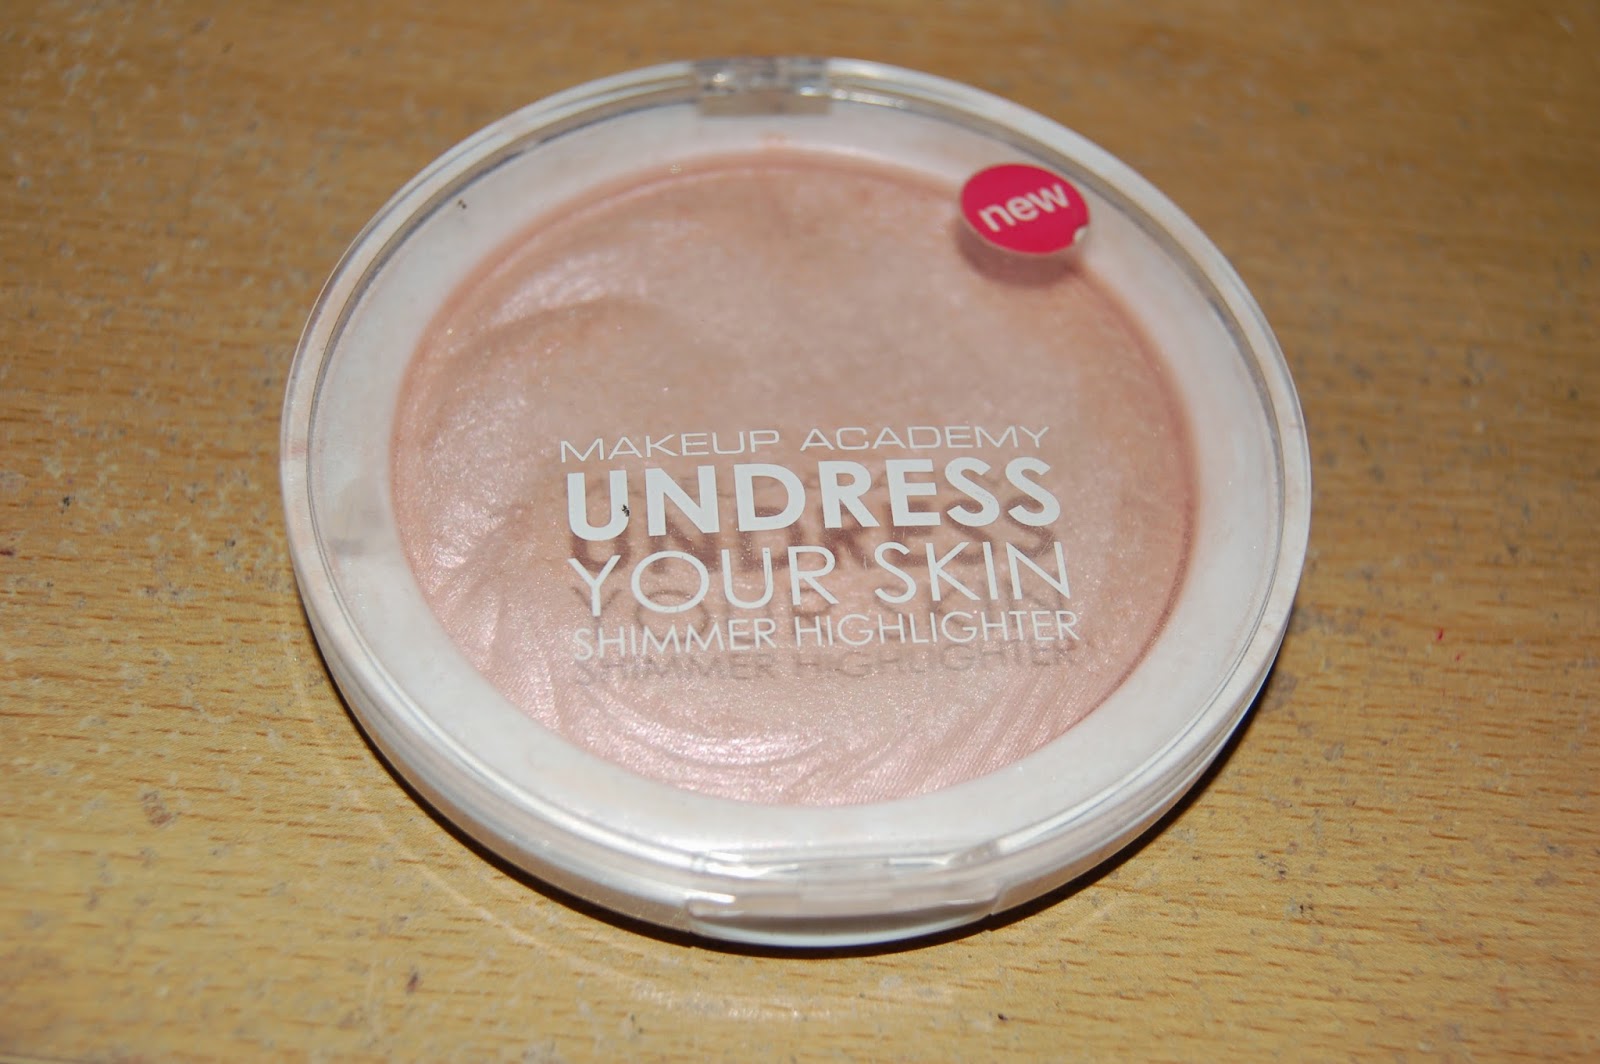 new
MAKEUP ACADEMY
UNDRESS
YOUR SKIN
SHIMMER HIGHLIGHTER